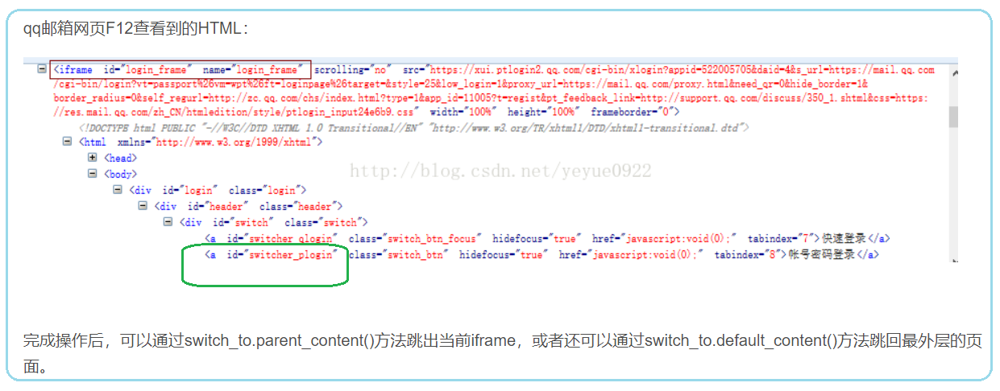 qq邮箱网页F12查看到的HTML：
<iframe id="login_frame" name="login_frame" scrolling="no" src="https://xui.ptlogin2.qq.com/cgi-bin/xlogin?appid=522005705&daid=4&s_url=https://mail.qq.com
/cgi-bin/login?vt=passport%26vm=wpt%26ft=loginpage%26target=&style=25&low_login=1&proxy_url=https://mail.qq.com/proxy.html&need_qr=0&hide_border=1&
border_radius=0&self_regurl=http://zc.qq.com/chs/index.html?type=1&app_id=11005?t=regist&pt_feedback_link=http://support.qq.com/discuss/350_1.shtml&css=https:
//res.mail.qq.com/zh_CN/htmledition/style/ptlogin_input24e6b9.css" width="100%" height="100%" frameborder="0">
<!DOCTYPE html PUBLIC "-//W3C//DTD XHTML 1.0 Transitional//EN" "http://www.w3.org/TR/xhtml1/DTD/xhtml1-transitional.dtd">
<html xmlns="http://www.w3.org/1999/xhtml">
<head>
<body>
http://blog.csdn.net/yeyue0922
<div id="login" class="login">
<div id="header" class="header">
<div id="switch" class="switch">
<a id="switcher_qlogin" class="switch_btn_focus" hidefocus="true" href="javascript:void(0);" tabindex="7">快速登录</a>
<a id="switcher_plogin" class="switch_btn" hidefocus="true" href="javascript:void(0);" tabindex="8">帐号密码登录</a>
完成操作后，可以通过switch_to.parent_content()方法跳出当前iframe，或者还可以通过switch_to.default_content()方法跳回最外层的页
面。